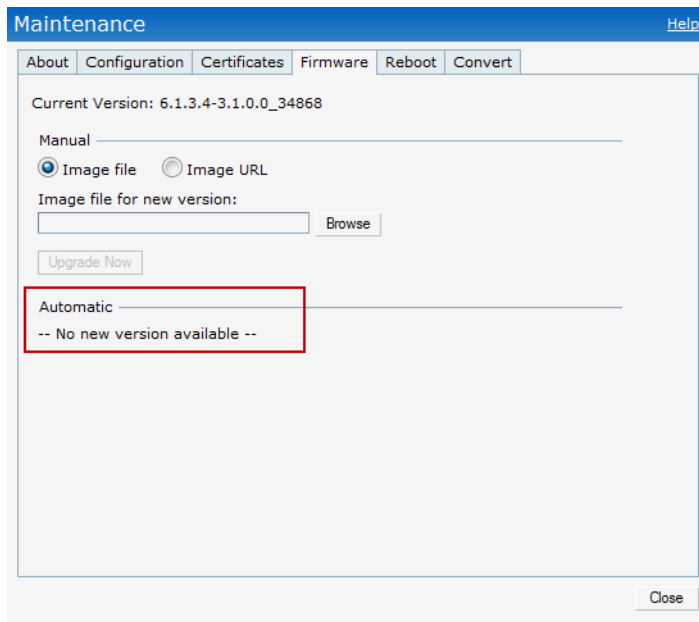 Maintenance Help
About Configuration Certificates Firmware Reboot Convert
Current Version: 6.1.3.4-3.1.0.0_34868
Manual
Image file Image URL
Image file for new version:
Browse
Upgrade Now
Automatic
-- No new version available --
Close